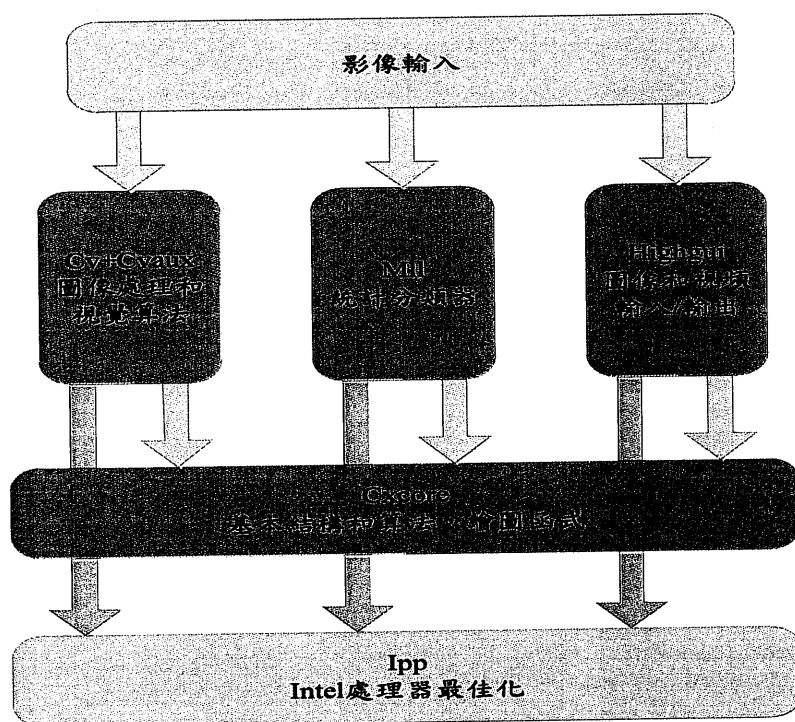 影像輸入
Cv+Cvaux
圖像處理和
視覺算法
Mll
統計分類器
Highgui
圖像和視頻
輸入/輸出
Cxcore
基本結構和算法、繪圖函式
Ipp
Intel處理器最佳化